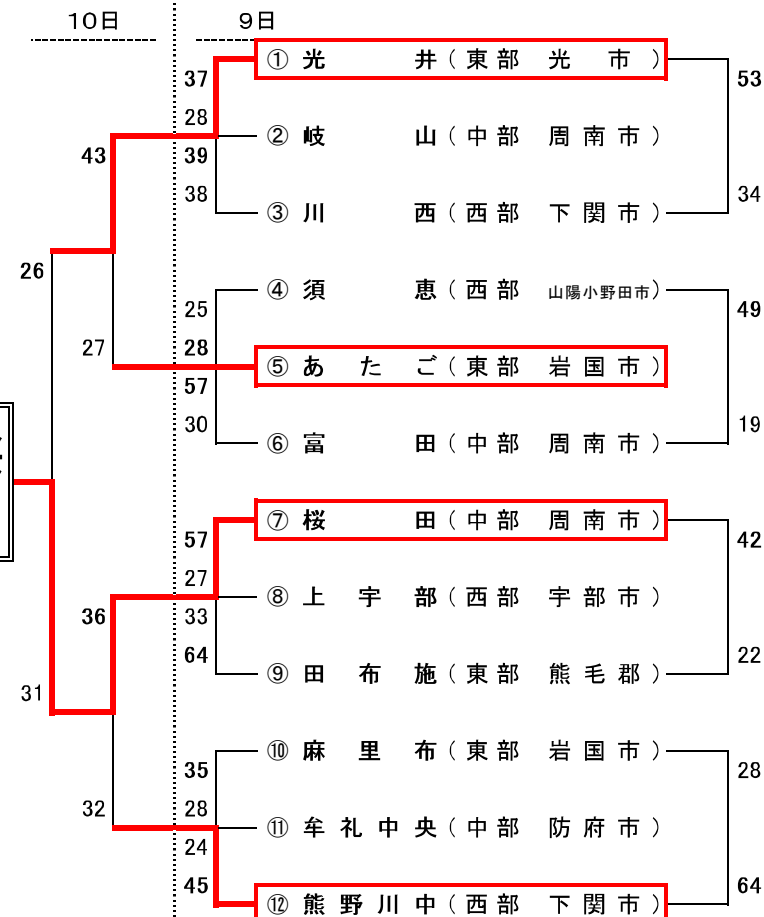 10日 9日
① 光 井 ( 東部 光 市 )
37 53
28
② 岐 山 ( 中部 周南市 )
43 39
38 34
③ 川 西 ( 西部 下関市 )
26
④ 須 恵 ( 西部 山陽小野田市 )
25 49
27 28
⑤ あ た ご ( 東部 岩国市 )
57
30 19
⑥ 富 田 ( 中部 周南市 )
⑦ 桜 田 ( 中部 周南市 )
57 42
27
⑧ 上 宇 部 ( 西部 宇部市 )
36 33
64 22
⑨ 田 布 施 ( 東部 熊毛郡 )
31
⑩ 麻 里 布 ( 東部 岩国市 )
35 28
32 28
⑪ 牟 礼 中 央 ( 中部 防府市 )
24
45 64
⑫ 熊 野 川 中 ( 西部 下関市 )